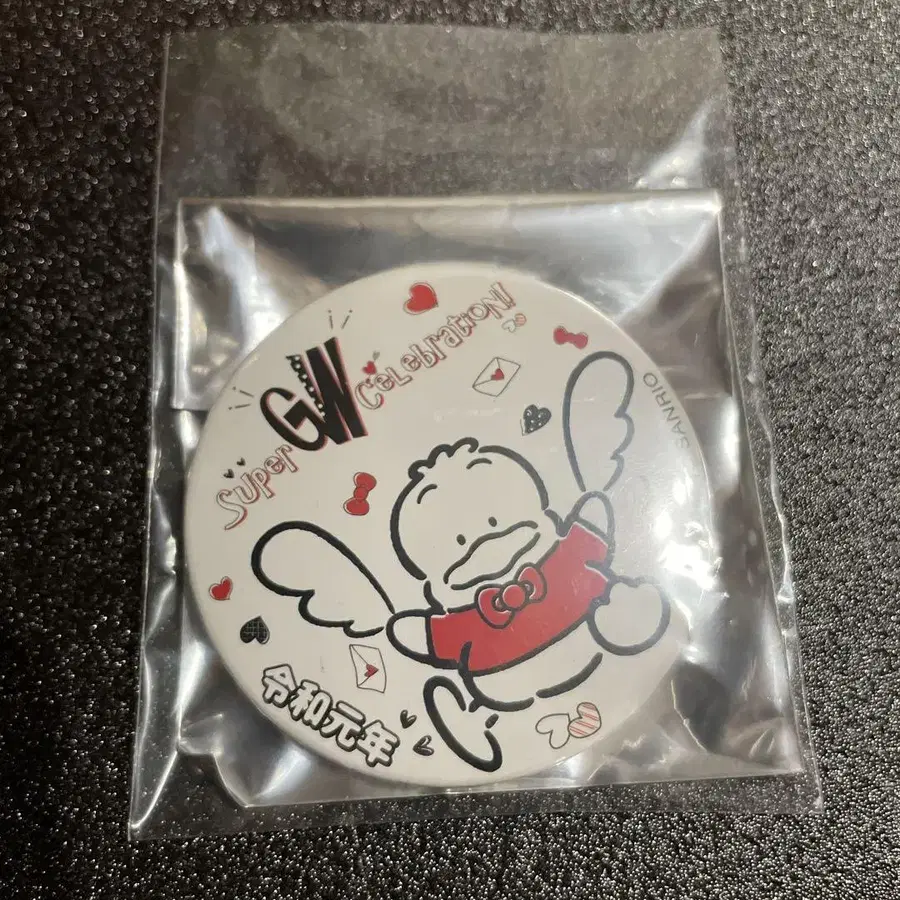 Super GW Celebration!
SANRIO
令和元年